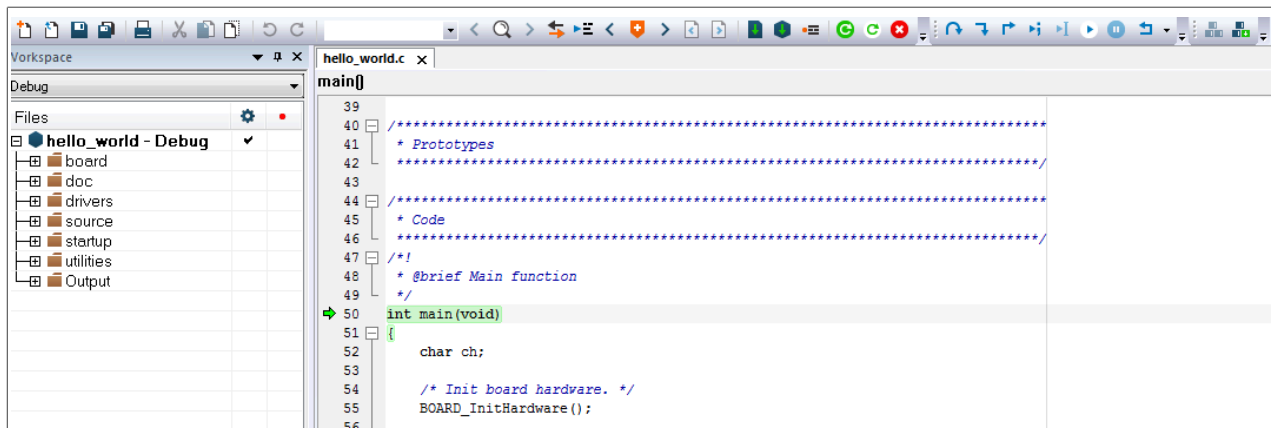 Workspace
hello_world.c x
Debug
main()
Files
hello_world - Debug
board
doc
drivers
source
startup
utilities
Output
39
40 /********************************************************************************
41 * Prototypes
42 *******************************************************************************/
43
44 /********************************************************************************
45 * Code
46 *******************************************************************************/
47 /*!
48 * @brief Main function
49 */
50 int main(void)
51 {
52 char ch;
53
54 /* Init board hardware. */
55 BOARD_InitHardware();
56